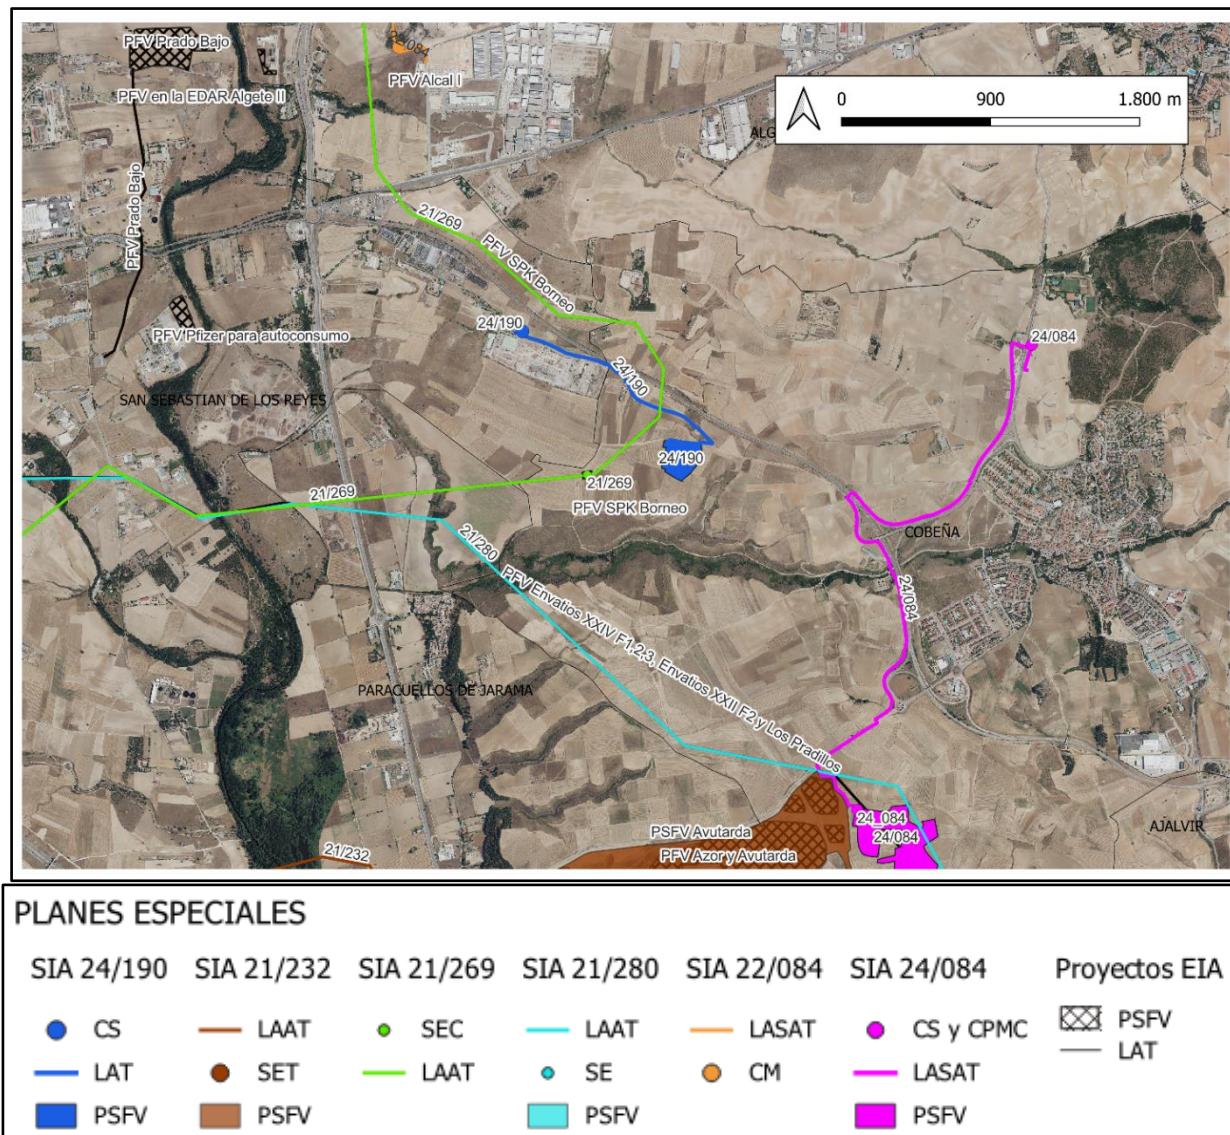 PFV Prado Bajo
PFV Alcal I
PFV en la EDAR Algete II
0 900 1.800 m
ALG
PFV Prado Bajo
21/269
PFV SPK Borneo
24/190
24/084
PFV Pfizer para autoconsumo
24/190
SAN SEBASTIAN DE LOS REYES
24/190
21/269
21/269
PFV SPK Borneo
COBEÑA
21/280
PFV Envatios XXIV F1,2,3, Envatios XXII F2 y Los Pradillos
24/084
PARACUELLOS DE JARAMA
24_084
PSFV Avutarda
24/084
AJALVIR
21/232
PFV Azor y Avutarda
PLANES ESPECIALES
SIA 24/190 SIA 21/232 SIA 21/269 SIA 21/280 SIA 22/084 SIA 24/084 Proyectos EIA
CS LAAT SEC LAAT LASAT CS y CPMC PSFV
LAT SET LAAT SE CM LASAT LAT
PSFV PSFV PSFV PSFV